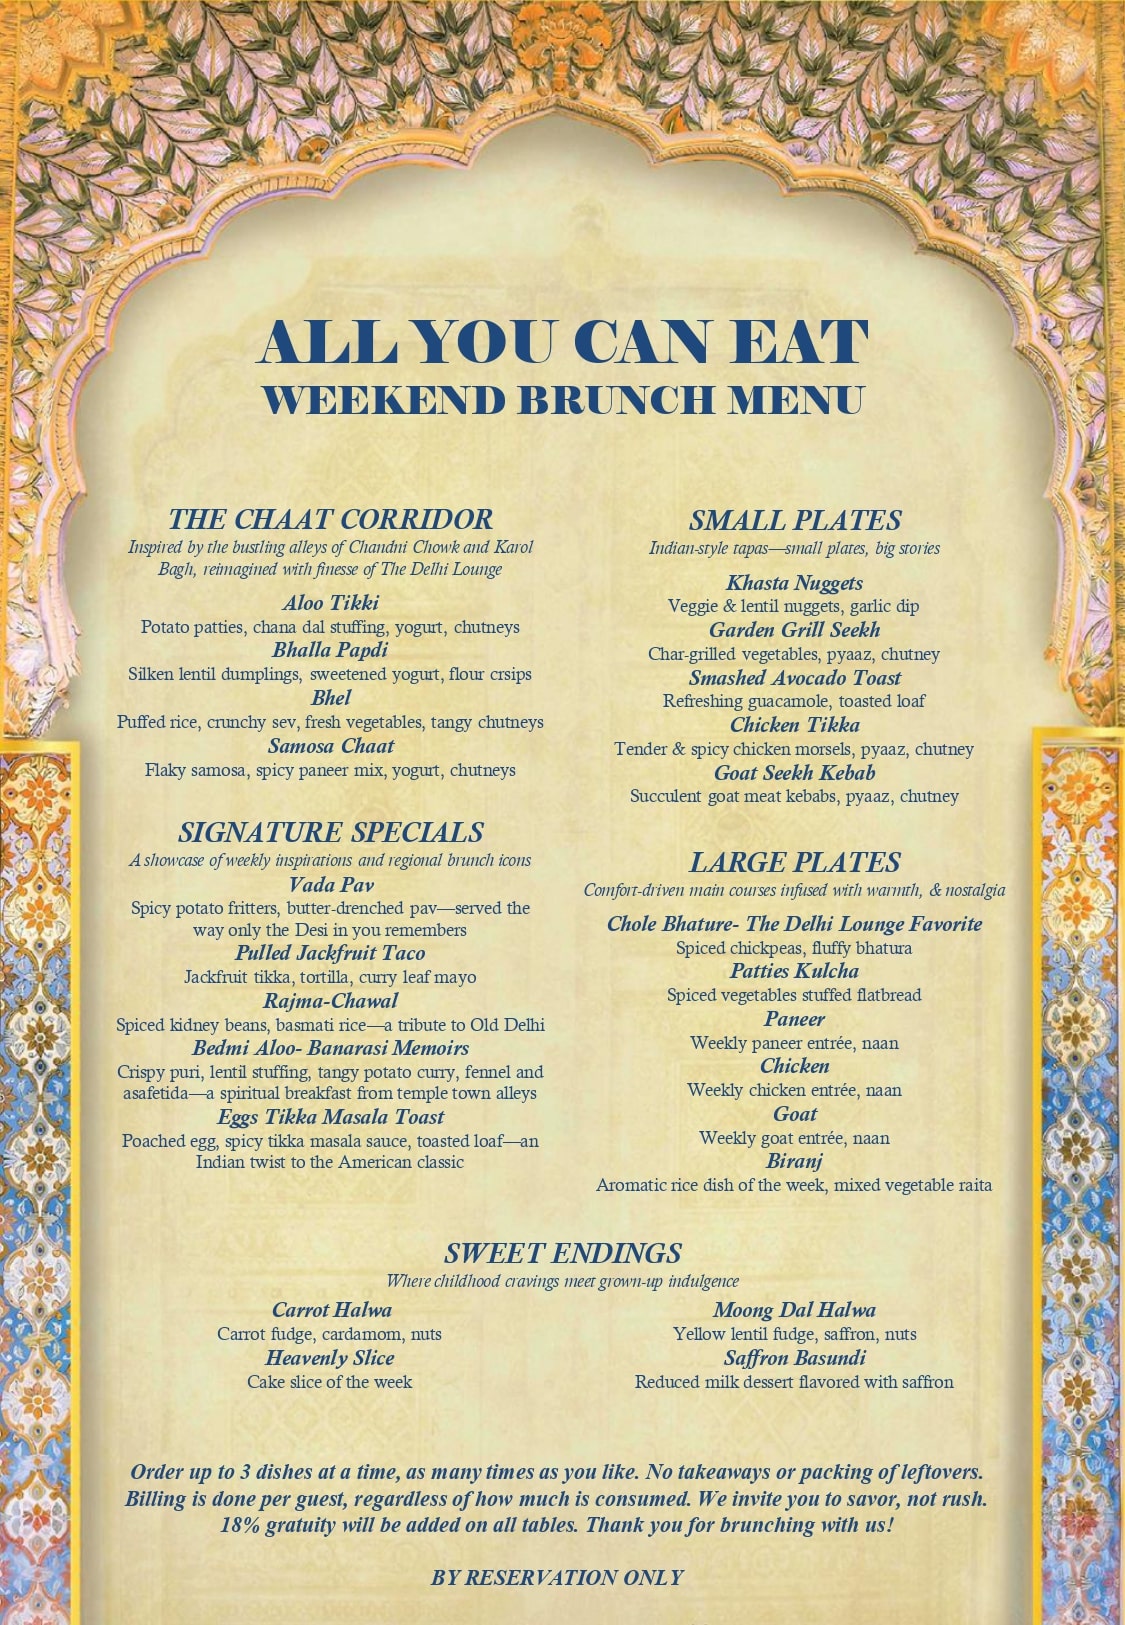 ALL YOU CAN EAT
WEEKEND BRUNCH MENU
THE CHAAT CORRIDOR
Inspired by the bustling alleys of Chandni Chowk and Karol
Bagh, reimagined with finesse of The Delhi Lounge
Aloo Tikki
Potato patties, chana dal stuffing, yogurt, chutneys
Bhalla Papdi
Silken lentil dumplings, sweetened yogurt, flour crsips
Bhel
Puffed rice, crunchy sev, fresh vegetables, tangy chutneys
Samosa Chaat
Flaky samosa, spicy paneer mix, yogurt, chutneys
SIGNATURE SPECIALS
A showcase of weekly inspirations and regional brunch icons
Vada Pav
Spicy potato fritters, butter-drenched pav—served the
way only the Desi in you remembers
Pulled Jackfruit Taco
Jackfruit tikka, tortilla, curry leaf mayo
Rajma-Chawal
Spiced kidney beans, basmati rice—a tribute to Old Delhi
Bedmi Aloo- Banarasi Memoirs
Crispy puri, lentil stuffing, tangy potato curry, fennel and
asafetida—a spiritual breakfast from temple town alleys
Eggs Tikka Masala Toast
Poached egg, spicy tikka masala sauce, toasted loaf—an
Indian twist to the American classic
SMALL PLATES
Indian-style tapas—small plates, big stories
Khasta Nuggets
Veggie & lentil nuggets, garlic dip
Garden Grill Seekh
Char-grilled vegetables, pyaaz, chutney
Smashed Avocado Toast
Refreshing guacamole, toasted loaf
Chicken Tikka
Tender & spicy chicken morsels, pyaaz, chutney
Goat Seekh Kebab
Succulent goat meat kebabs, pyaaz, chutney
LARGE PLATES
Comfort-driven main courses infused with warmth, & nostalgia
Chole Bhature- The Delhi Lounge Favorite
Spiced chickpeas, fluffy bhatura
Patties Kulcha
Spiced vegetables stuffed flatbread
Paneer
Weekly paneer entrée, naan
Chicken
Weekly chicken entrée, naan
Goat
Weekly goat entrée, naan
Biranj
Aromatic rice dish of the week, mixed vegetable raita
SWEET ENDINGS
Where childhood cravings meet grown-up indulgence
Carrot Halwa
Carrot fudge, cardamom, nuts
Heavenly Slice
Cake slice of the week
Moong Dal Halwa
Yellow lentil fudge, saffron, nuts
Saffron Basundi
Reduced milk dessert flavored with saffron
Order up to 3 dishes at a time, as many times as you like. No takeaways or packing of leftovers.
Billing is done per guest, regardless of how much is consumed. We invite you to savor, not rush.
18% gratuity will be added on all tables. Thank you for brunching with us!
BY RESERVATION ONLY